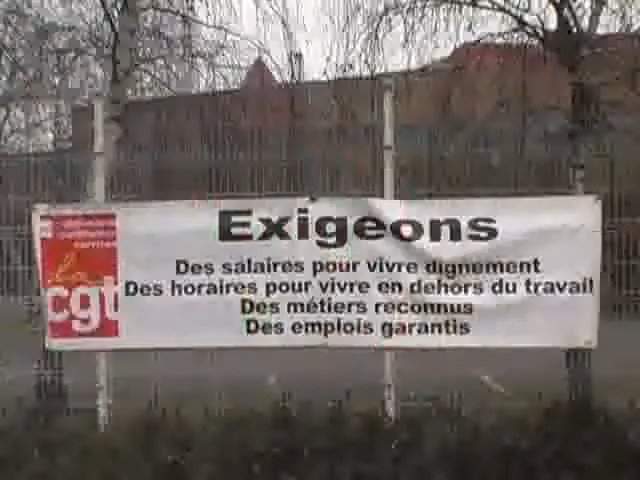 Exigeons
Des salaires pour vivre dignement
Des horaires pour vivre en dehors du travail
Des métiers reconnus
Des emplois garantis
la
cgt